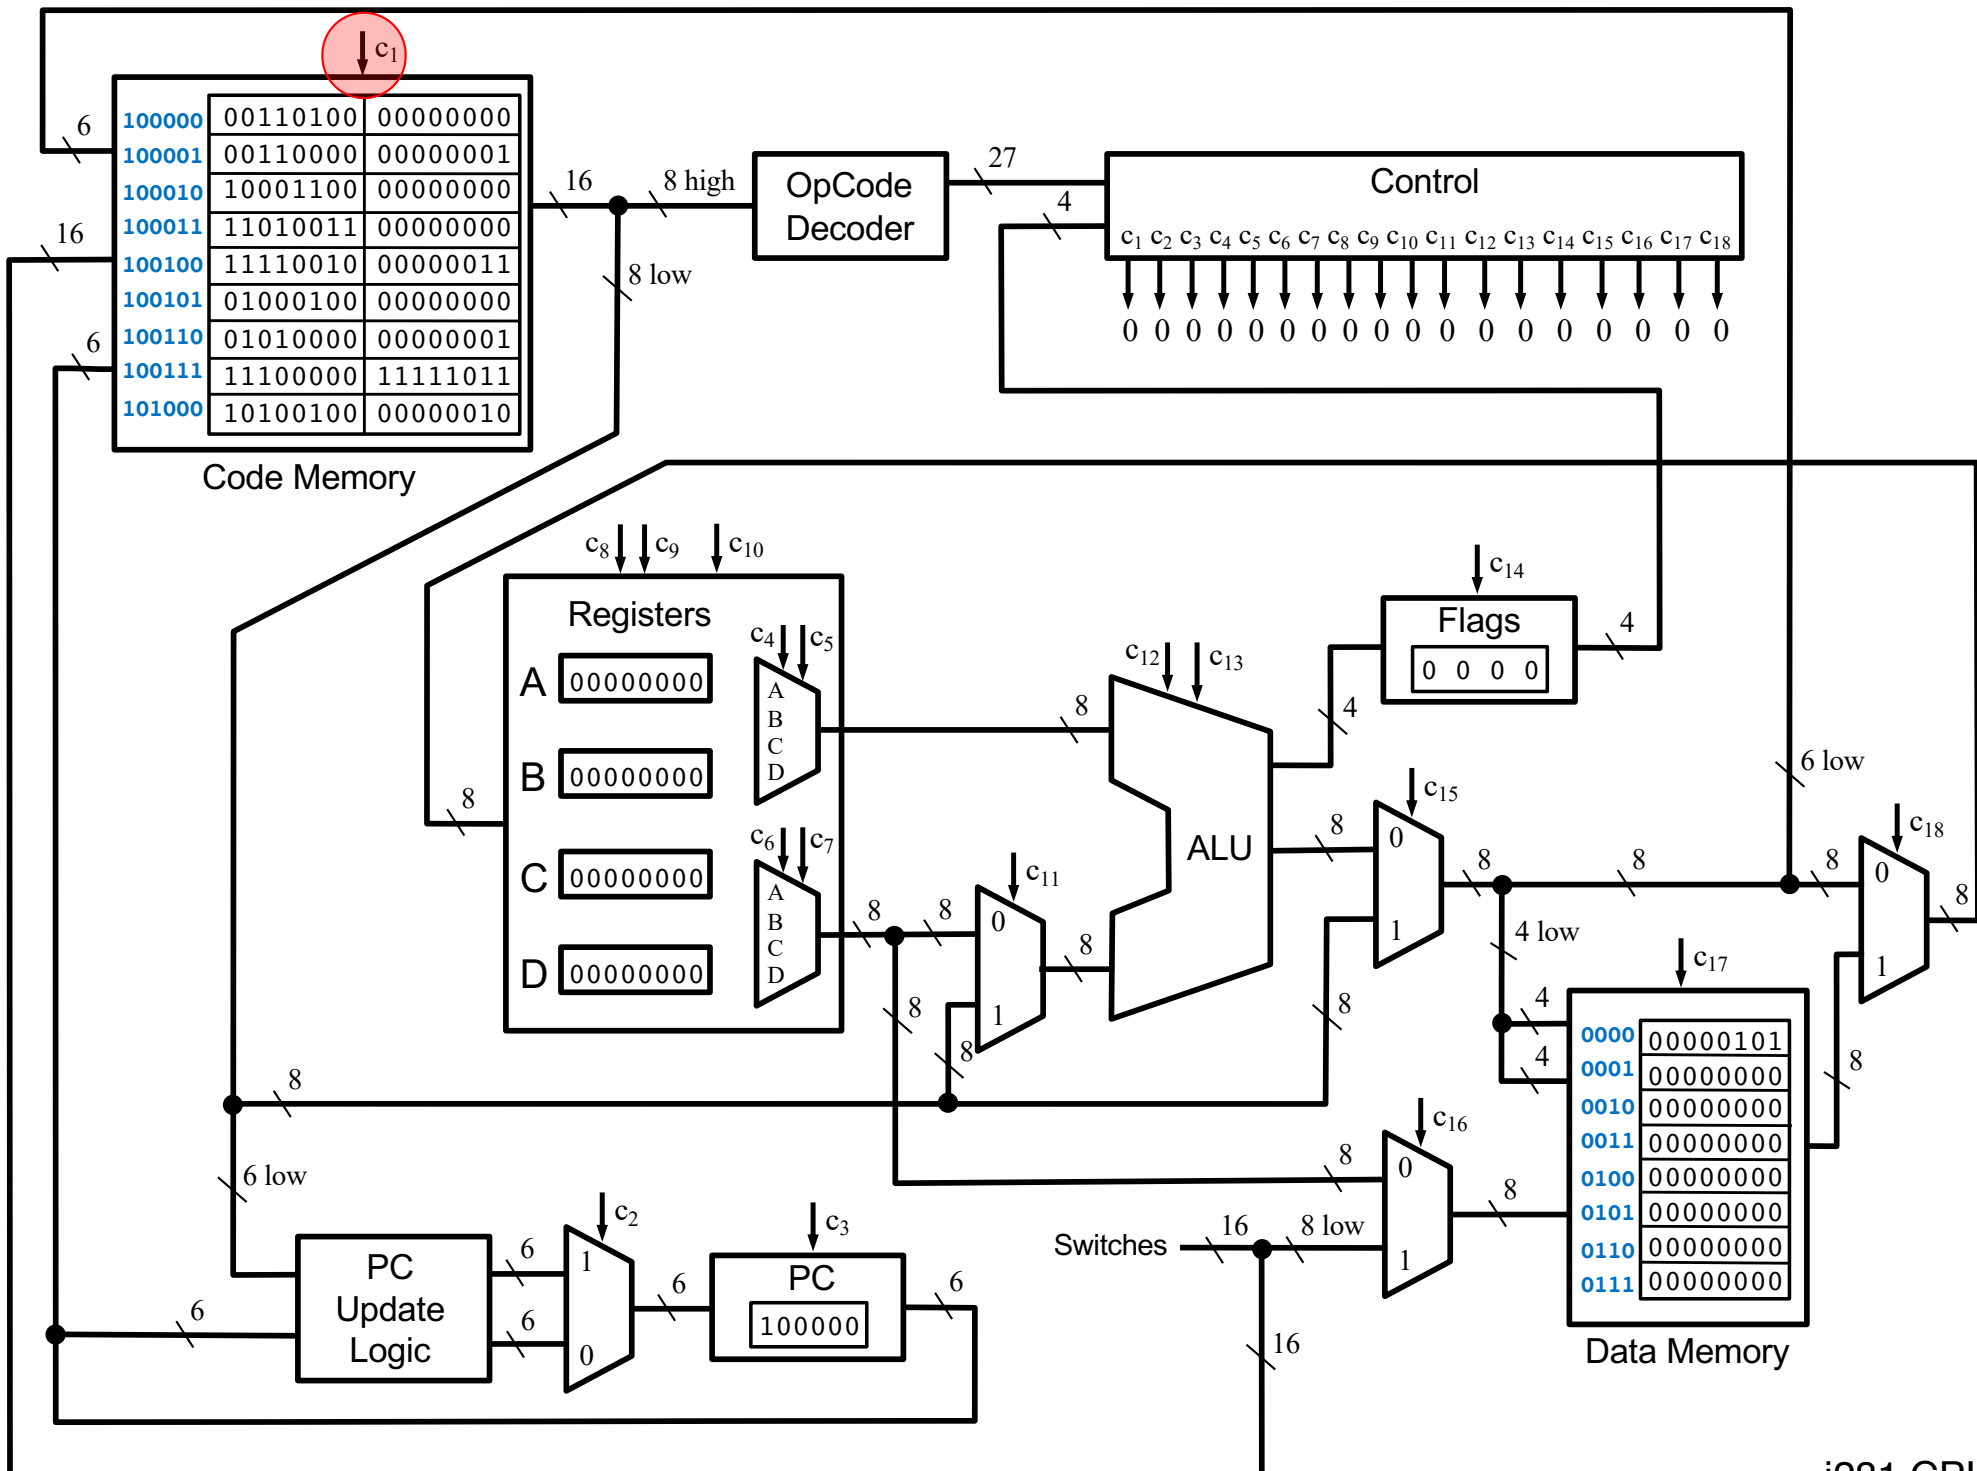 c1
6
16
6
100000 00110100 00000000
100001 00110000 00000001
100010 10001100 00000000
100011 11010011 00000000
100100 11110010 00000011
100101 01000100 00000000
100110 01010000 00000001
100111 11100000 11111011
101000 10100100 00000010
Code Memory
16
8 high
8 low
OpCode
Decoder
27
4
Control
c1 c2 c3 c4 c5 c6 c7 c8 c9 c10 c11 c12 c13 c14 c15 c16 c17 c18
0 0 0 0 0 0 0 0 0 0 0 0 0 0 0 0 0 0
c8 c9 c10
Registers
A 00000000
B 00000000
C 00000000
D 00000000
8
c4 c5
A
B
C
D
c6 c7
A
B
C
D
8
8
8
8
c11
0
1
8
8
c12 c13
ALU
c14
Flags
0 0 0 0
4
4
8
c15
0
1
8
8
8
6 low
8
c18
0
1
8
4 low
4
4
c17
0000 00000101
0001 00000000
0010 00000000
0011 00000000
0100 00000000
0101 00000000
0110 00000000
0111 00000000
Data Memory
8
8
6 low
8
c16
0
1
8
Switches
16
8 low
16
PC
Update
Logic
6
6
6
c2
1
0
6
c3
PC
100000
6